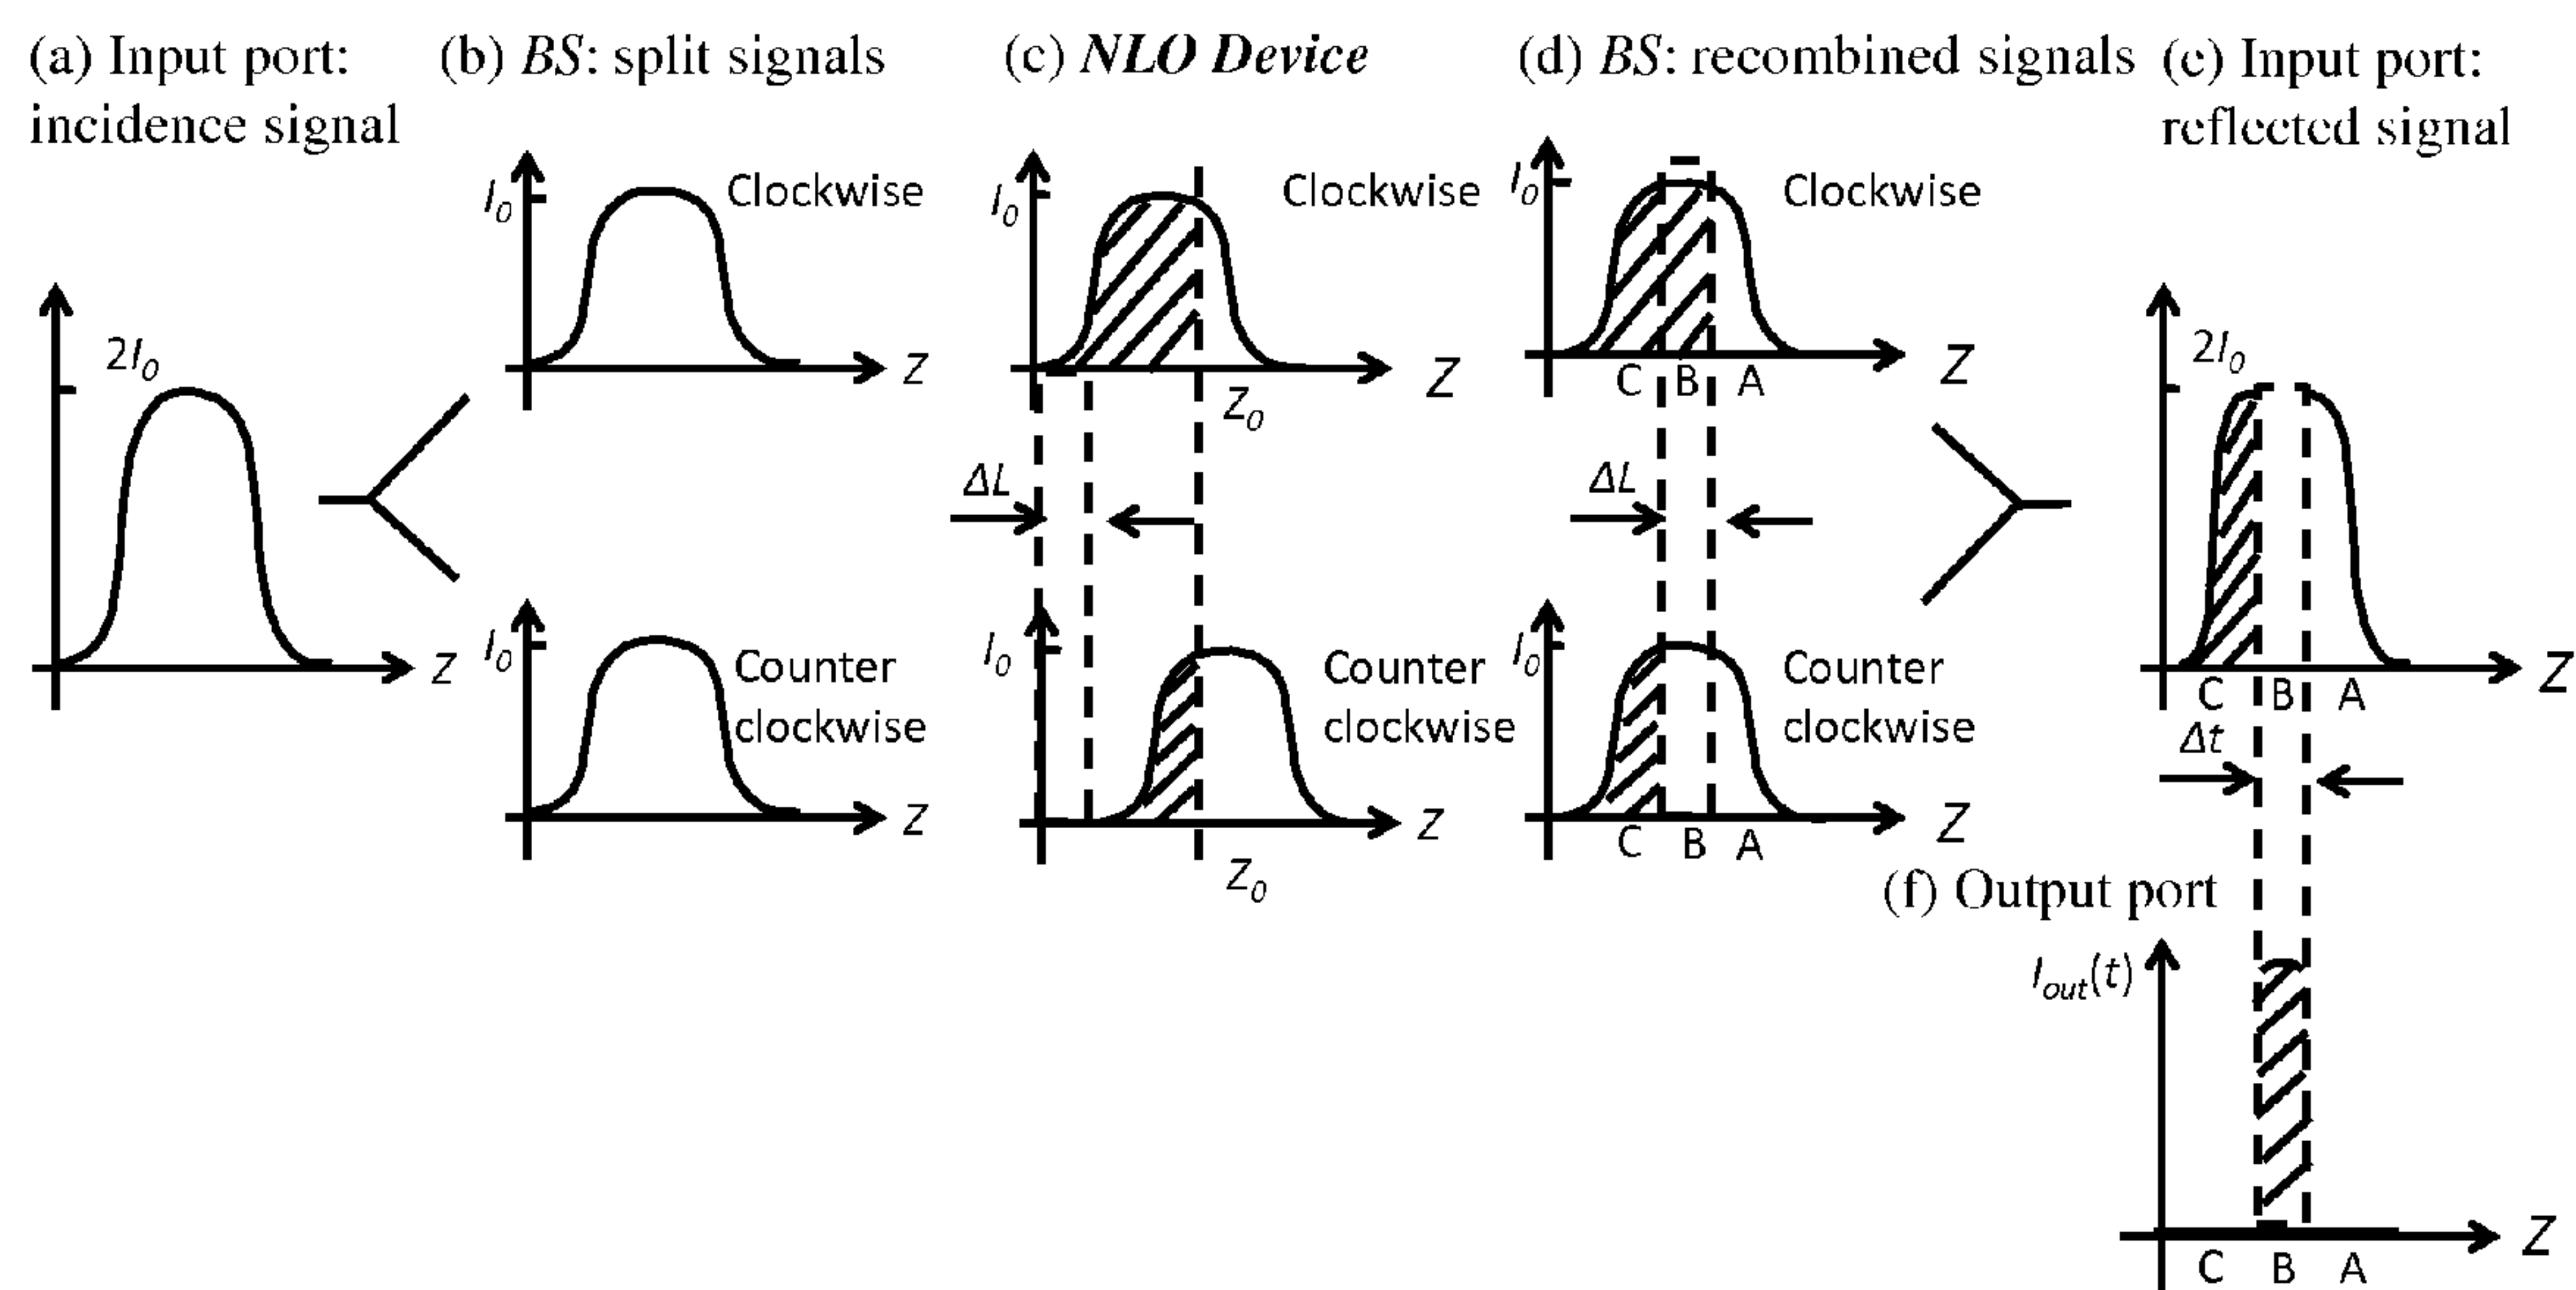 (a) Input port:
incidence signal
2I₀
Z
(b) BS: split signals
I₀
Clockwise
Z
I₀
Counter
clockwise
Z
(c) NLO Device
I₀
Clockwise
Z
Z₀
ΔL
I₀
Counter
clockwise
Z
Z₀
(d) BS: recombined signals
I₀
Clockwise
Z
C B A
ΔL
I₀
Counter
clockwise
Z
C B A
(e) Input port:
reflected signal
2I₀
Z
C B A
Δt
(f) Output port
Iₒᵤₜ(t)
Z
C B A